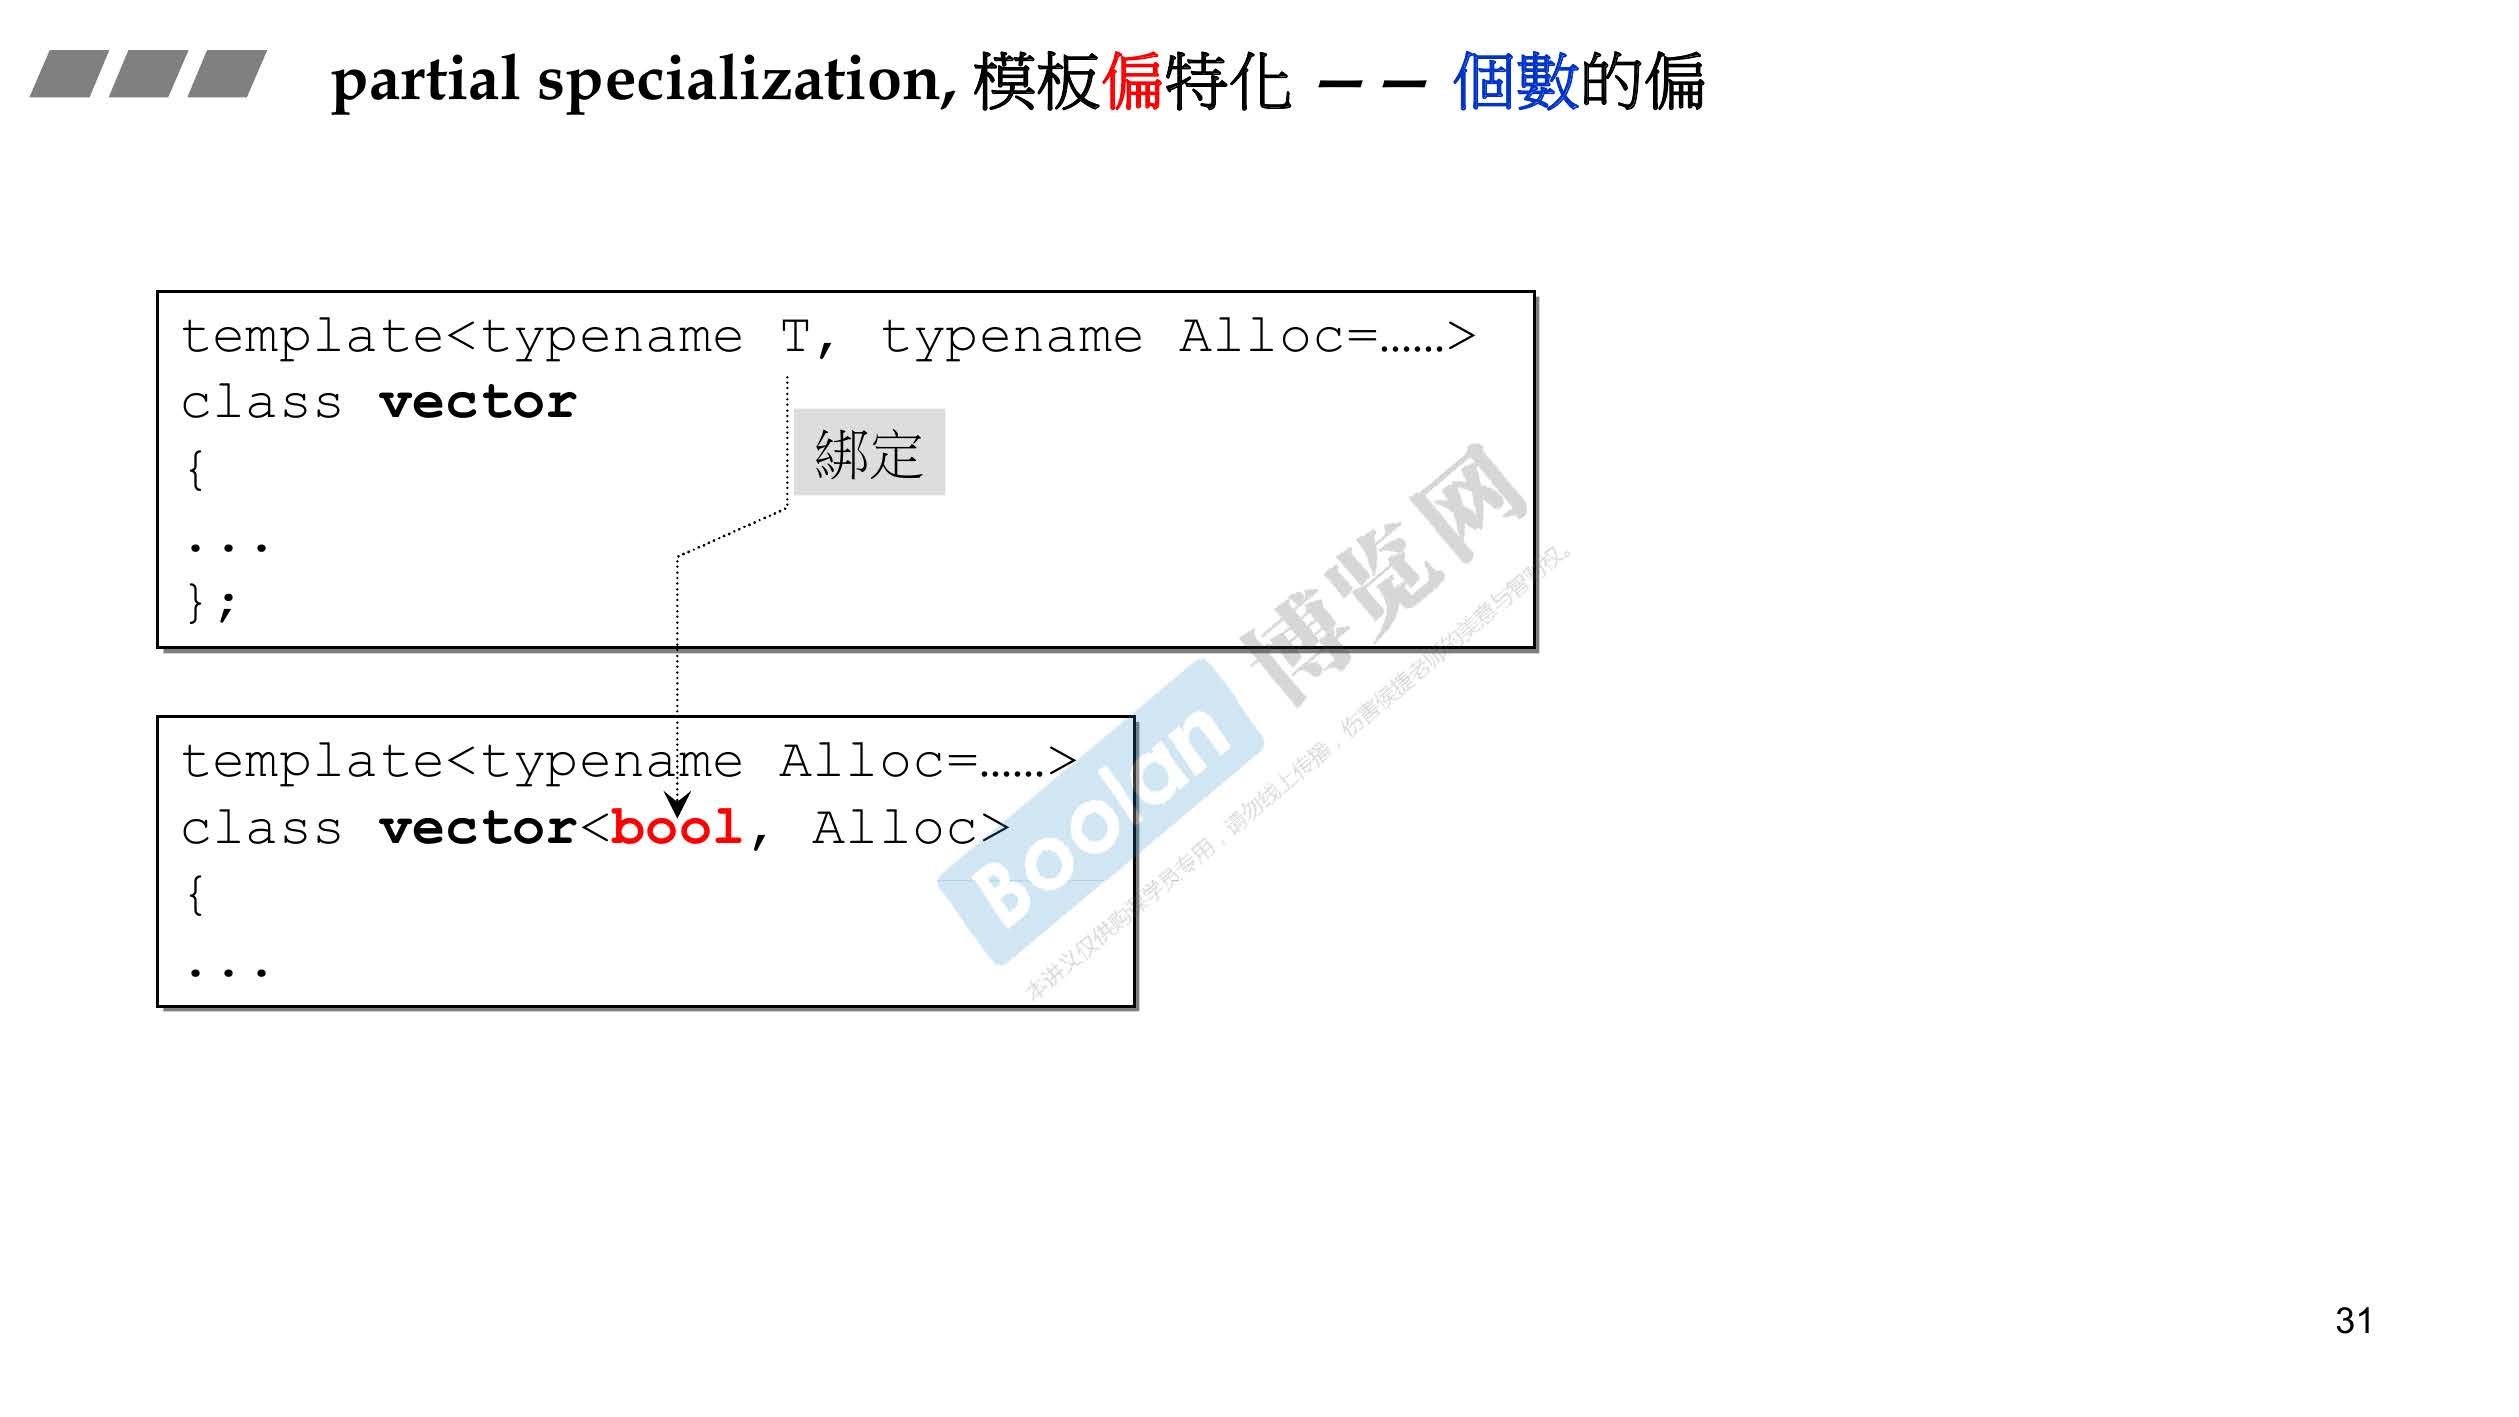 partial specialization, 模板偏特化 —— 個數的偏
template<typename T, typename Alloc=......>
class vector
{
...
};
綁定
template<typename Alloc=......>
class vector<bool, Alloc>
{
...
Boolan 博览网
本讲义仅供购课学员专用，请勿线上传播，伤害侯捷老师的美意与智财权。
31